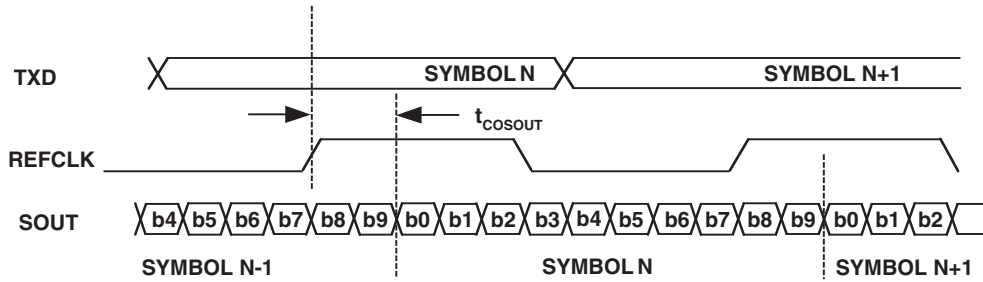 TXD
SYMBOL N
SYMBOL N+1
tCOSOUT
REFCLK
SOUT
b4 b5 b6 b7 b8 b9 b0 b1 b2 b3 b4 b5 b6 b7 b8 b9 b0 b1 b2
SYMBOL N-1
SYMBOL N
SYMBOL N+1